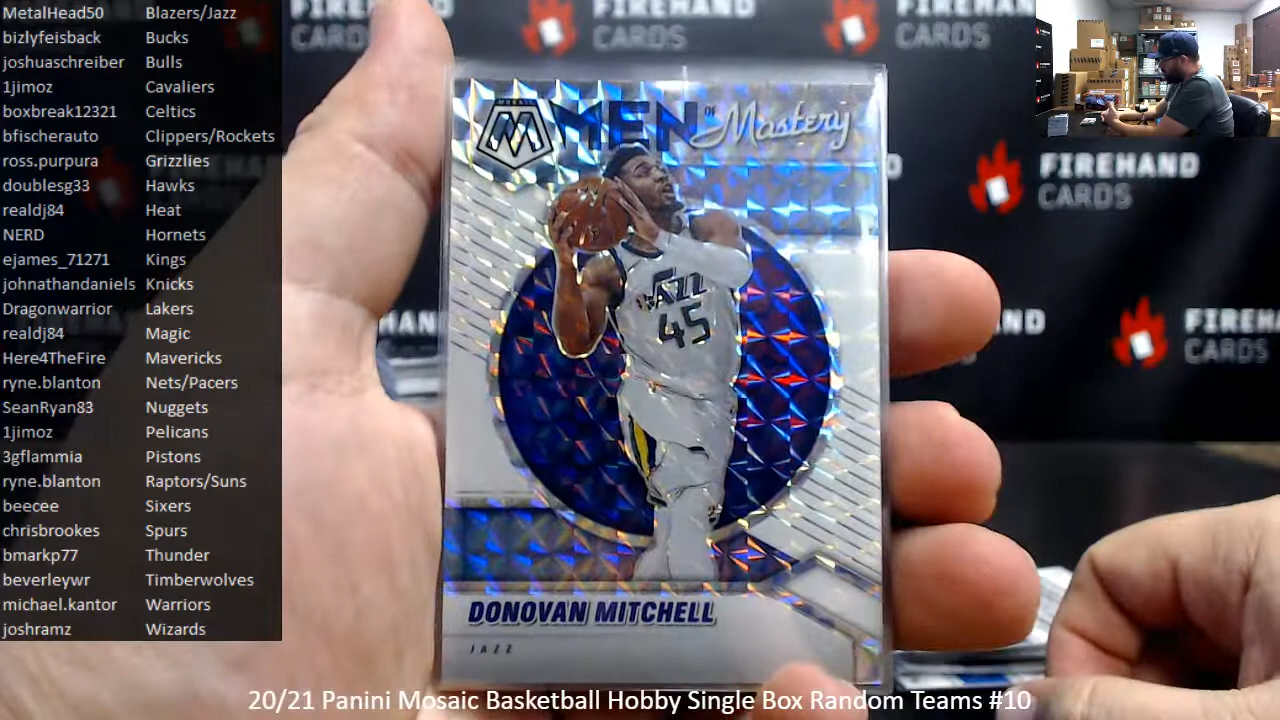 MetalHead50 Blazers/Jazz
bizlyfeisback Bucks
joshuaschreiber Bulls
1jimoz Cavaliers
boxbreak12321 Celtics
bfischerauto Clippers/Rockets
ross.purpura Grizzlies
doublesg33 Hawks
realdj84 Heat
NERD Hornets
ejames_71271 Kings
johnathandaniels Knicks
Dragonwarrior Lakers
realdj84 Magic
Here4TheFire Mavericks
ryne.blanton Nets/Pacers
SeanRyan83 Nuggets
1jimoz Pelicans
3gflammia Pistons
ryne.blanton Raptors/Suns
beecee Sixers
chrisbrookes Spurs
bmarkp77 Thunder
beverleywr Timberwolves
michael.kantor Warriors
joshramz Wizards
FIREHAND
CARDS
FIREHAN
CARDS
MOSAIC
MEN OF Mastery
JAZZ
45
FIREHAND
CARDS
FIREH
CARDS
DONOVAN MITCHELL
JAZZ
20/21 Panini Mosaic Basketball Hobby Single Box Random Teams #10